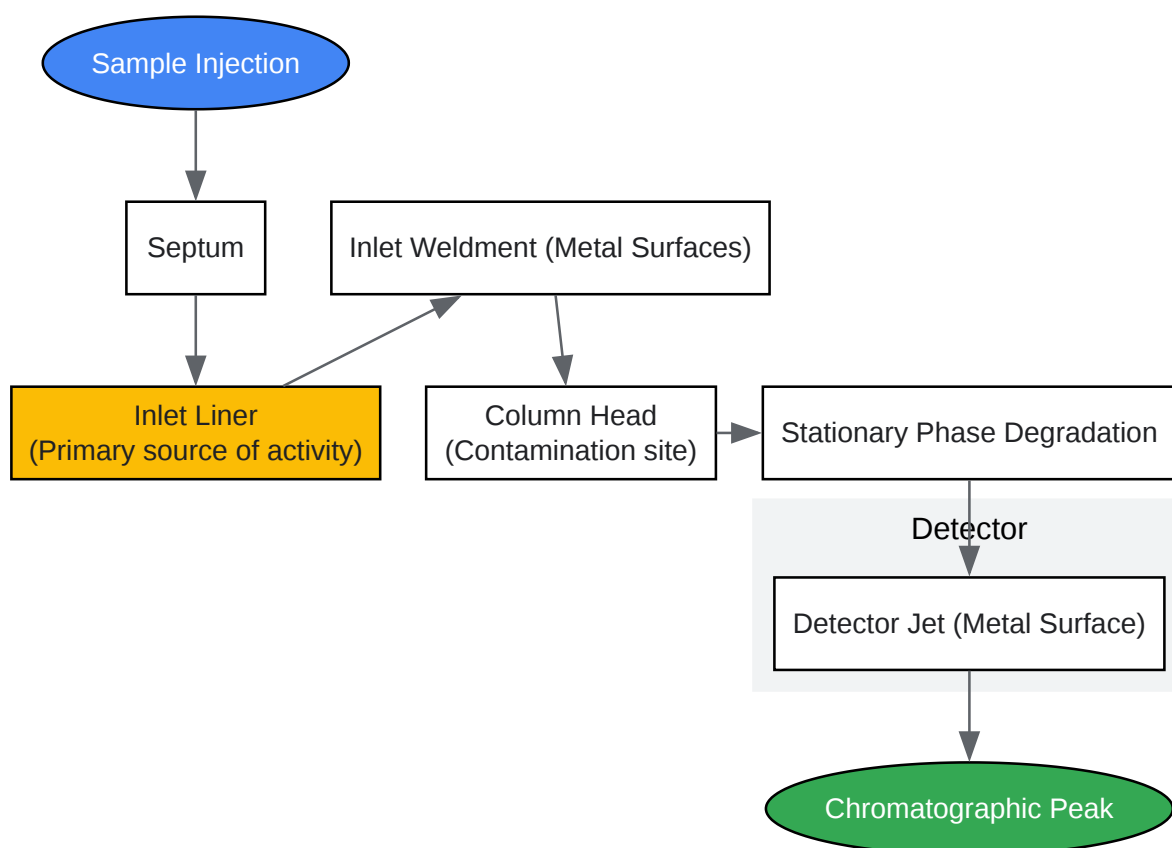 Sample Injection
Septum
Inlet Weldment (Metal Surfaces)
Inlet Liner
(Primary source of activity)
Column Head
(Contamination site)
Stationary Phase Degradation
Detector
Detector Jet (Metal Surface)
Chromatographic Peak